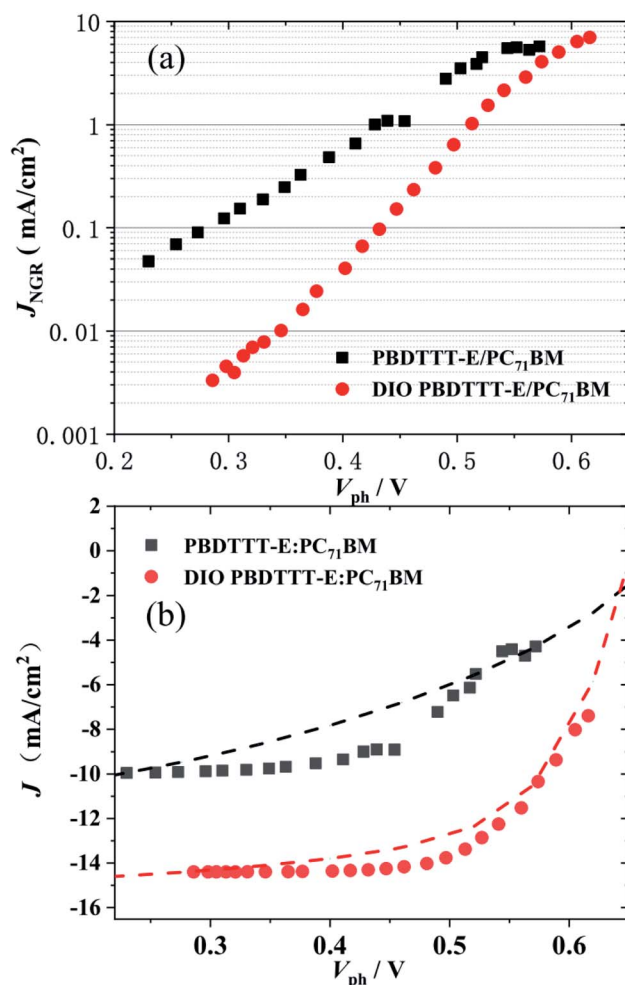 10
(a)
1
0.1
J_NGR ( mA/cm²)
0.01
PBDTTT-E/PC₇₁BM
DIO PBDTTT-E/PC₇₁BM
0.001
0.2 0.3 0.4 0.5 0.6
V_ph / V
2
PBDTTT-E:PC₇₁BM
0
DIO PBDTTT-E:PC₇₁BM
-2
(b)
-4
-6
J （mA/cm²)
-8
-10
-12
-14
-16
0.3 0.4 0.5 0.6
V_ph / V